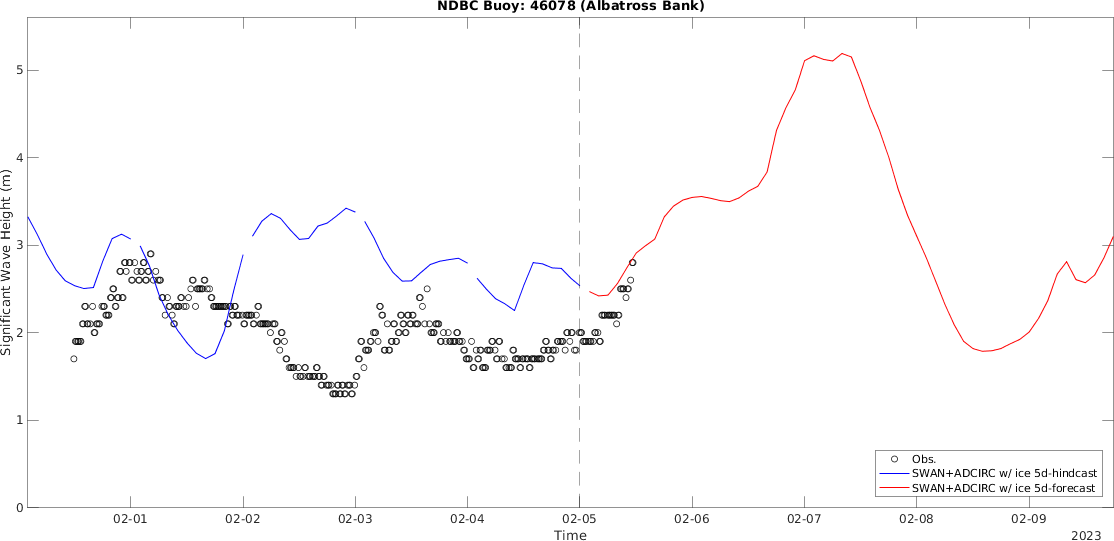 NDBC Buoy: 46078 (Albatross Bank)
Significant Wave Height (m)
5
4
3
2
1
0
Obs.
SWAN+ADCIRC w/ ice 5d-hindcast
SWAN+ADCIRC w/ ice 5d-forecast
02-01 02-02 02-03 02-04 02-05 02-06 02-07 02-08 02-09
Time
2023